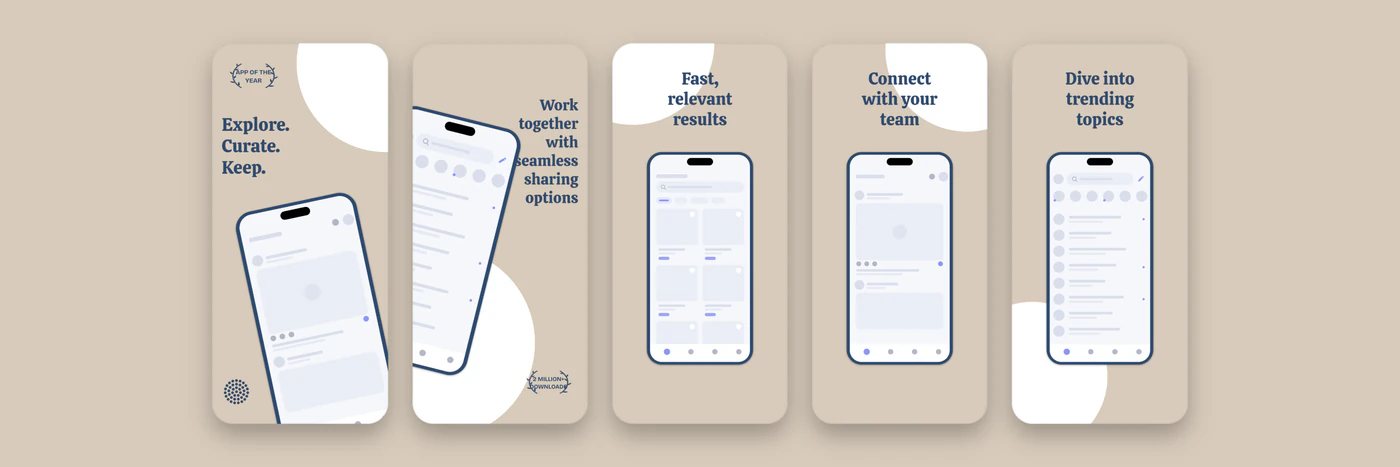 APP OF THE
YEAR
Explore.
Curate.
Keep.
Work
together
with
seamless
sharing
options
2 MILLION+
DOWNLOADS
Fast,
relevant
results
Connect
with your
team
Dive into
trending
topics